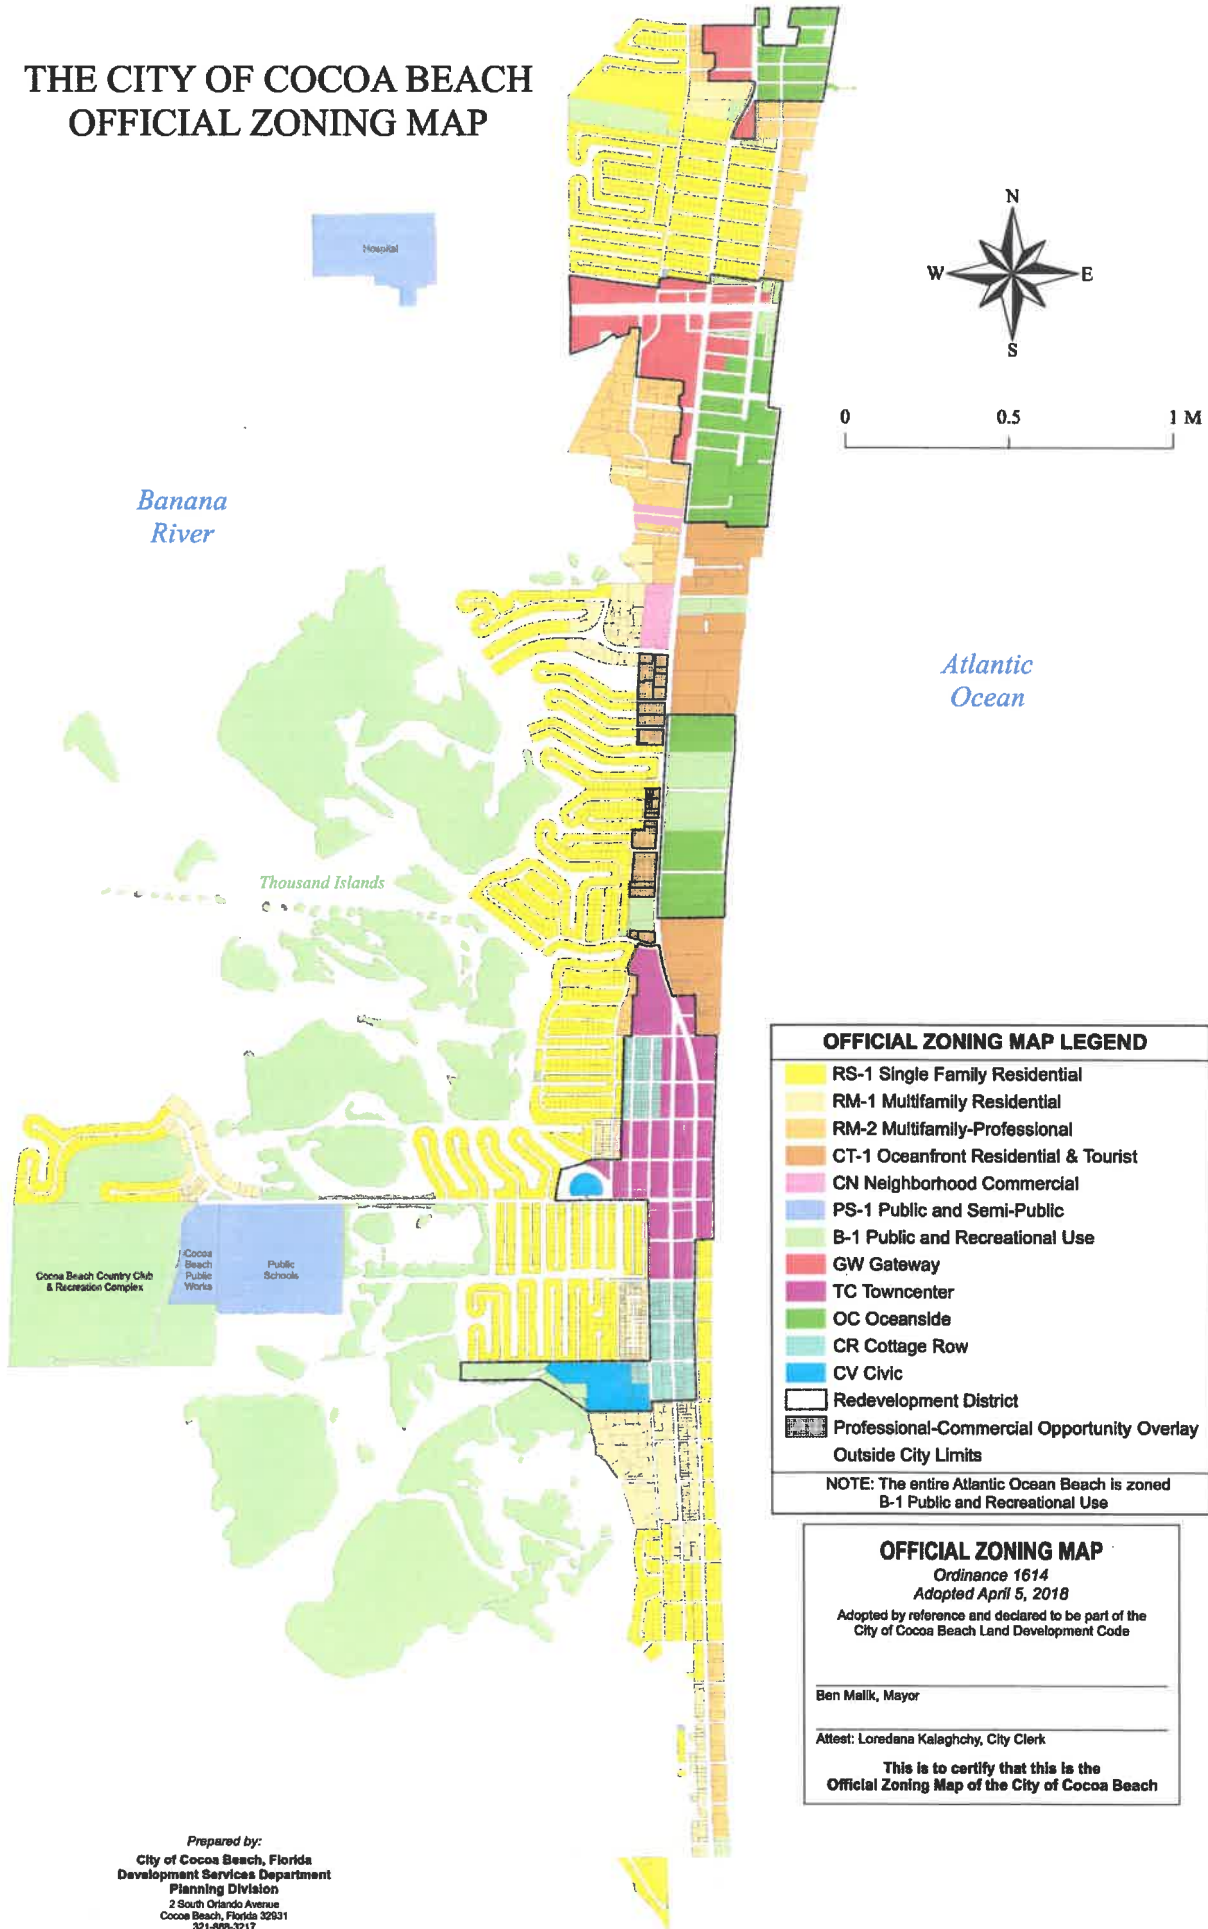 THE CITY OF COCOA BEACH
OFFICIAL ZONING MAP
Hospital
N
W
E
S
0
0.5
1 M
Banana
River
Atlantic
Ocean
Thousand Islands
Cocoa Beach Country Club
& Recreation Complex
Cocoa
Beach
Public
Works
Public
Schools
OFFICIAL ZONING MAP LEGEND
RS-1 Single Family Residential
RM-1 Multifamily Residential
RM-2 Multifamily-Professional
CT-1 Oceanfront Residential & Tourist
CN Neighborhood Commercial
PS-1 Public and Semi-Public
B-1 Public and Recreational Use
GW Gateway
TC Towncenter
OC Oceanside
CR Cottage Row
CV Civic
Redevelopment District
Professional-Commercial Opportunity Overlay
Outside City Limits
NOTE: The entire Atlantic Ocean Beach is zoned
B-1 Public and Recreational Use
OFFICIAL ZONING MAP
Ordinance 1614
Adopted April 5, 2018
Adopted by reference and declared to be part of the
City of Cocoa Beach Land Development Code
Ben Malik, Mayor
Attest: Loredana Kalaghchy, City Clerk
This is to certify that this is the
Official Zoning Map of the City of Cocoa Beach
Prepared by:
City of Cocoa Beach, Florida
Development Services Department
Planning Division
2 South Orlando Avenue
Cocoa Beach, Florida 32931
321-868-3217